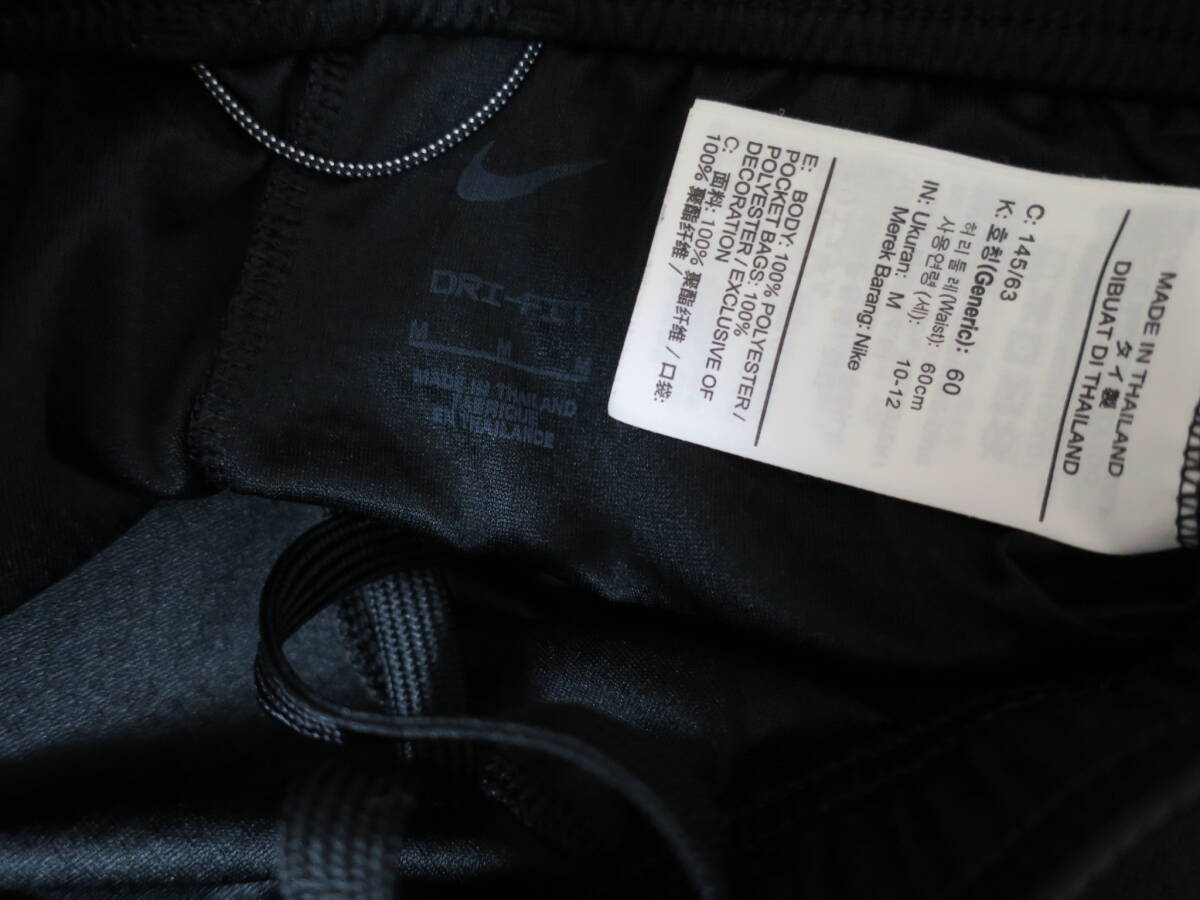 DRI-FIT
M M M
MADE IN THAILAND
FABRIQUÉ
EN THAÏLANDE
MADE IN THAILAND
タイ製
DIBUAT DI THAILAND
C: 145/63
K: 호칭(Generic): 60
허리둘레(Waist): 60cm
사용연령 (세): 10-12
IN: Ukuran: M
Merek Barang: Nike
E: BODY: 100% POLYESTER /
POCKET BAGS: 100%
POLYESTER / EXCLUSIVE OF
DECORATION
C: 面料: 100% 聚酯纤维 / 口袋:
100% 聚酯纤维 /